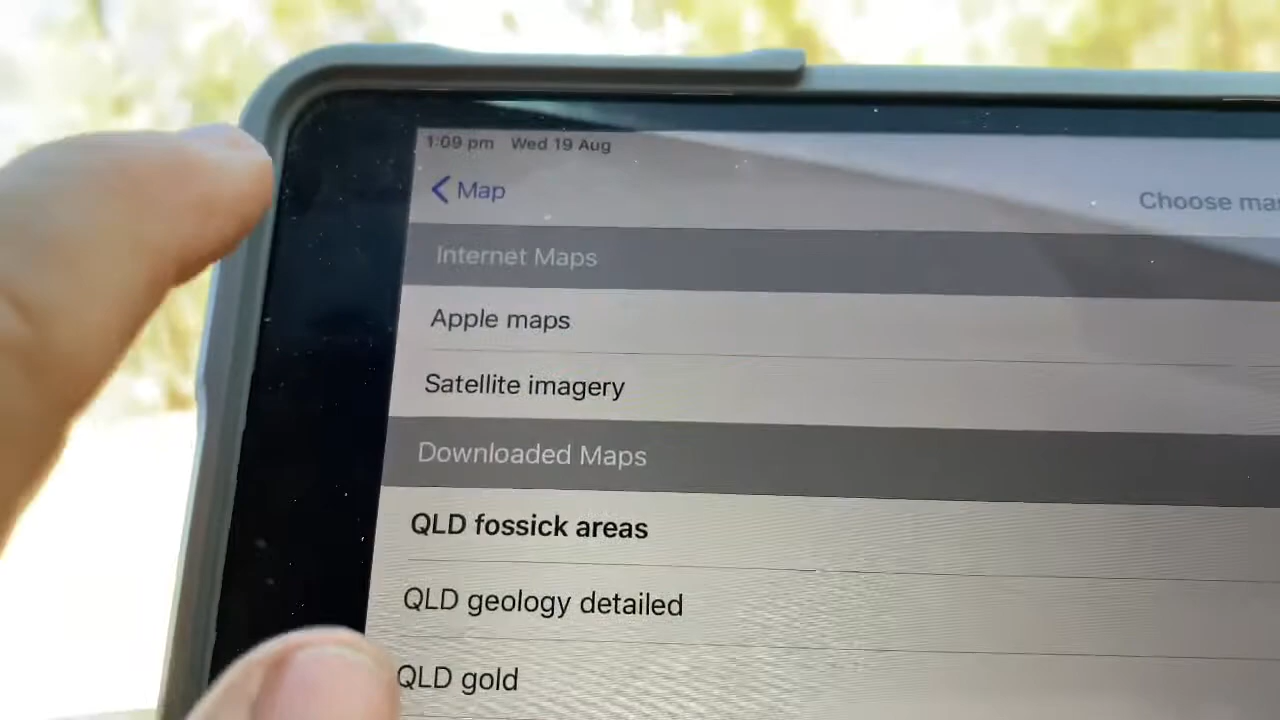 1:09 pm Wed 19 Aug
Map
Choose
Internet Maps
Apple maps
Satellite imagery
Downloaded Maps
QLD fossick areas
QLD geology detailed
QLD gold